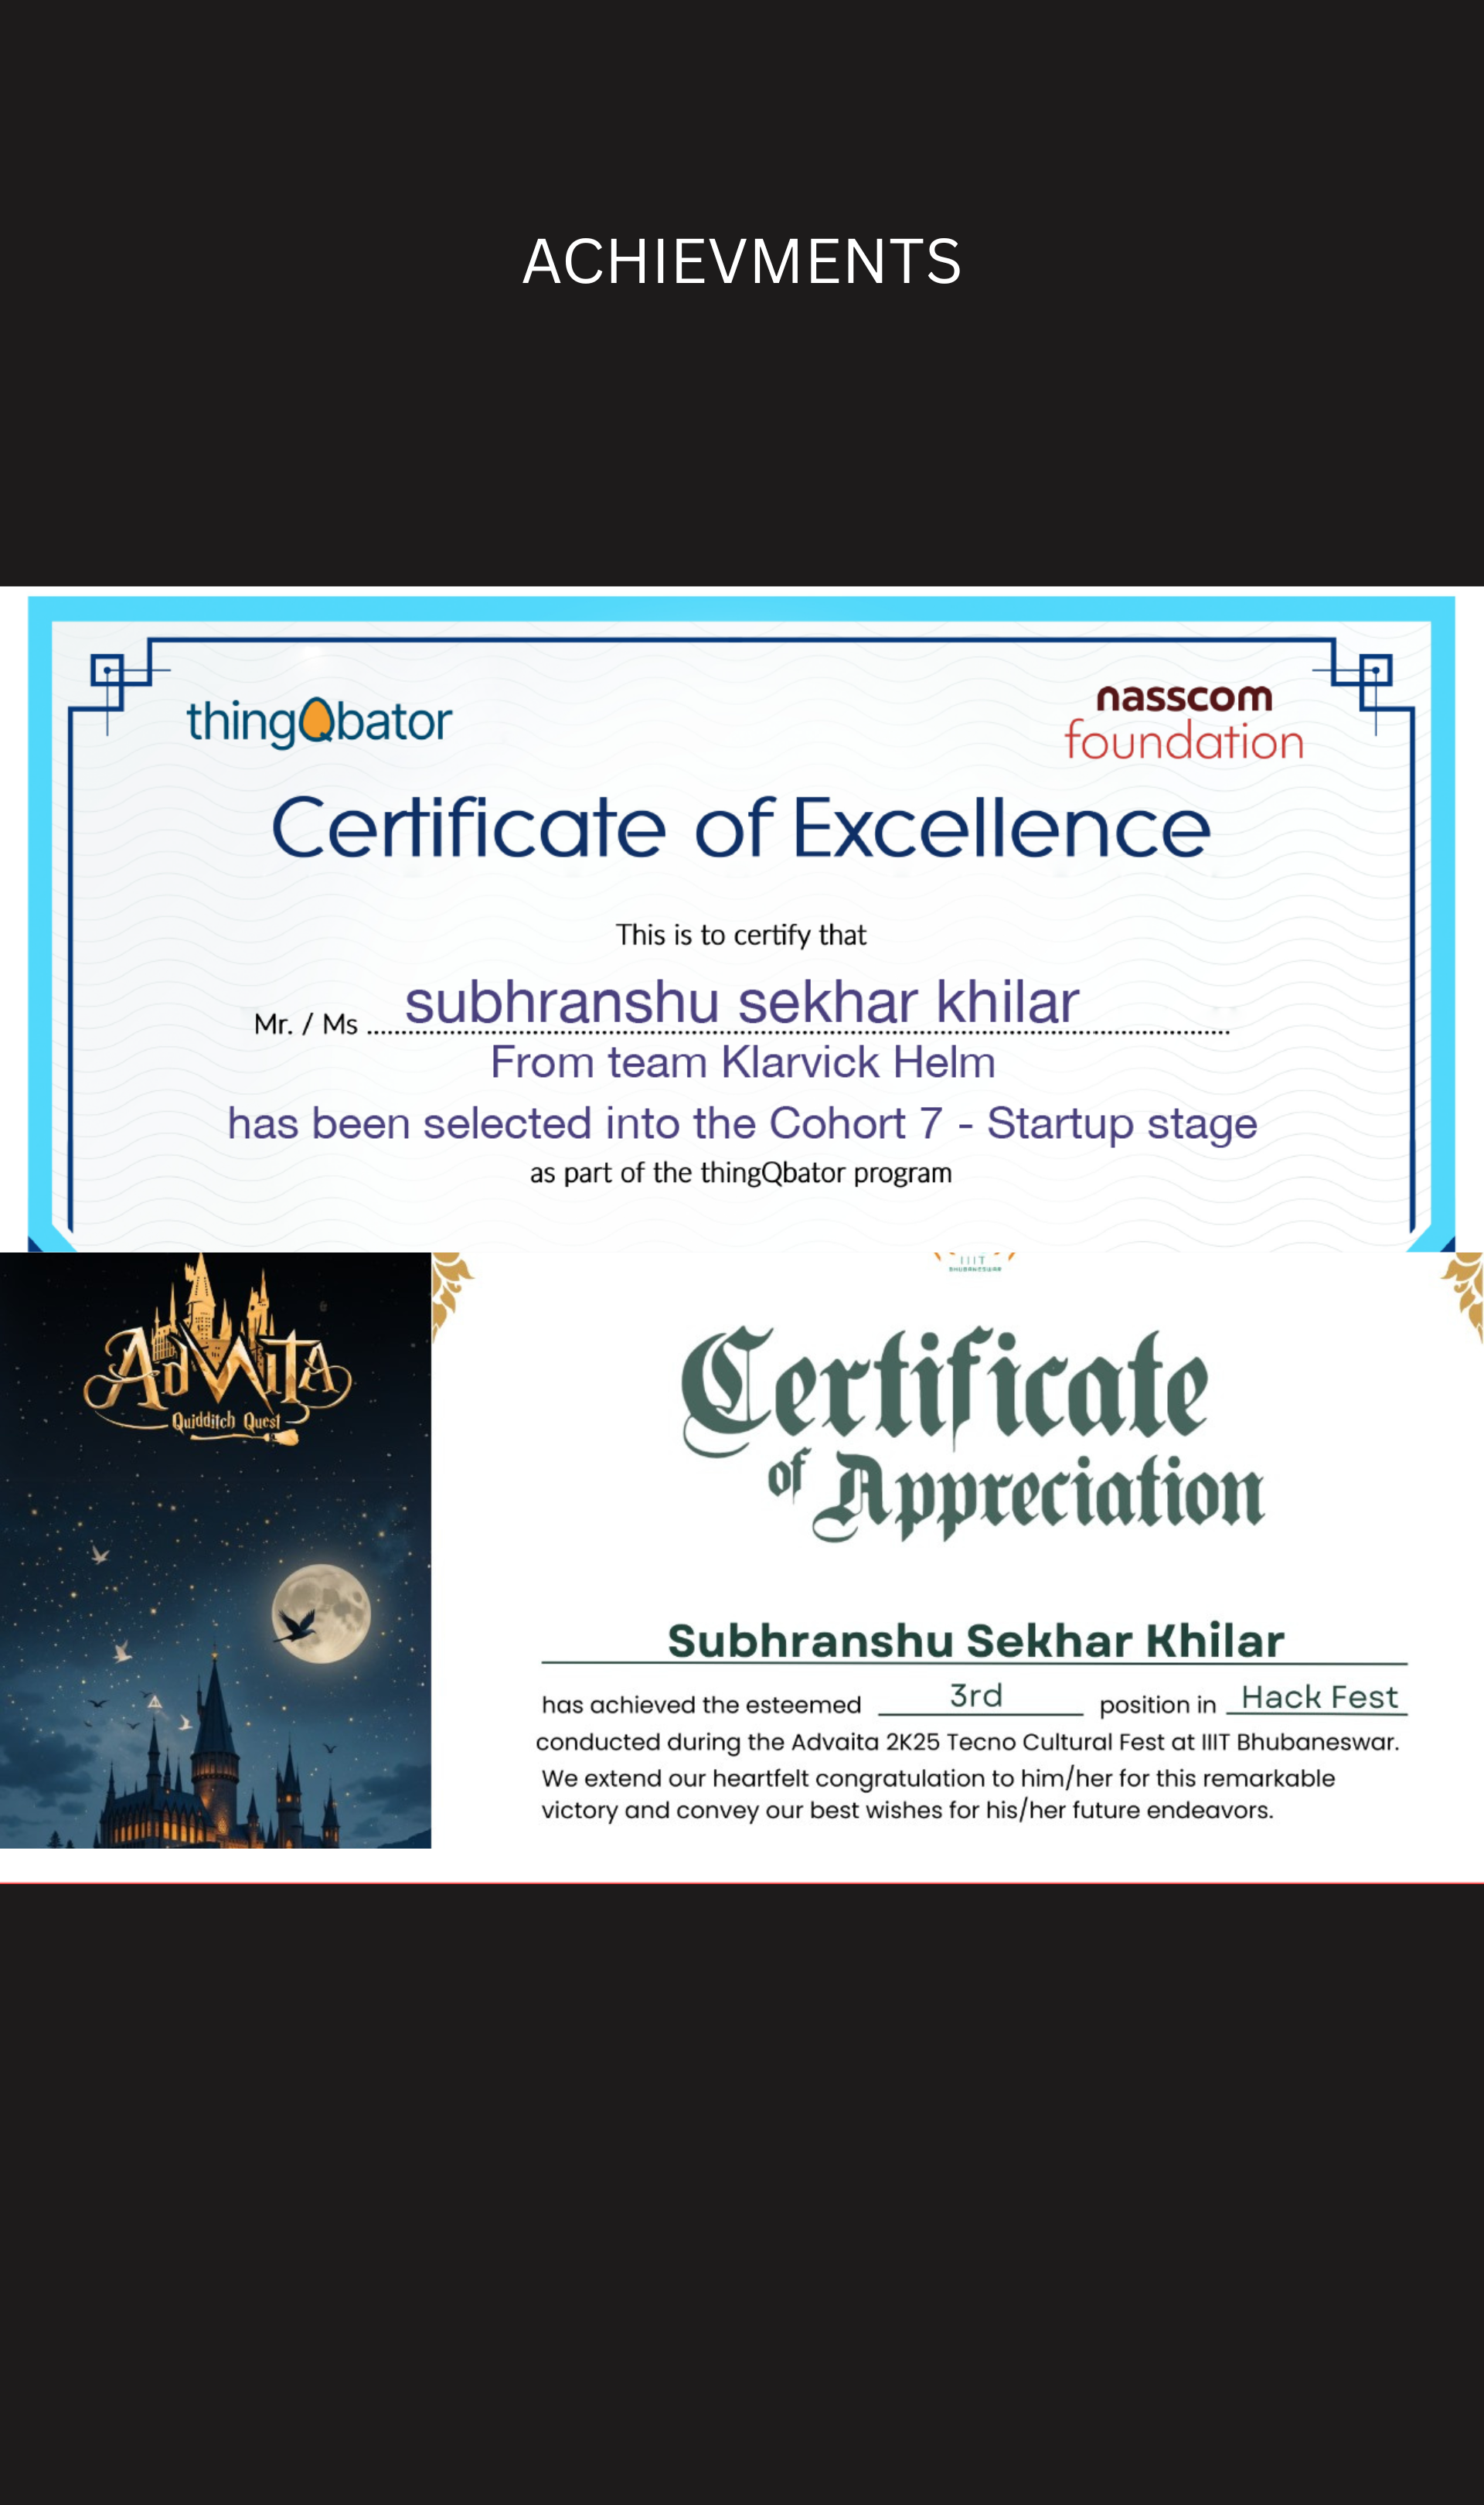 ACHIEVMENTS
thingQbator
nasscom
foundation
Certificate of Excellence
This is to certify that
Mr. / Ms subhranshu sekhar khilar
From team Klarvick Helm
has been selected into the Cohort 7 - Startup stage
as part of the thingQbator program
IIIT
BHUBANESWAR
AdVAITA
Quidditch Quest
Certificate
of Appreciation
Subhranshu Sekhar Khilar
has achieved the esteemed 3rd position in Hack Fest
conducted during the Advaita 2K25 Tecno Cultural Fest at IIIT Bhubaneswar.
We extend our heartfelt congratulation to him/her for this remarkable
victory and convey our best wishes for his/her future endeavors.